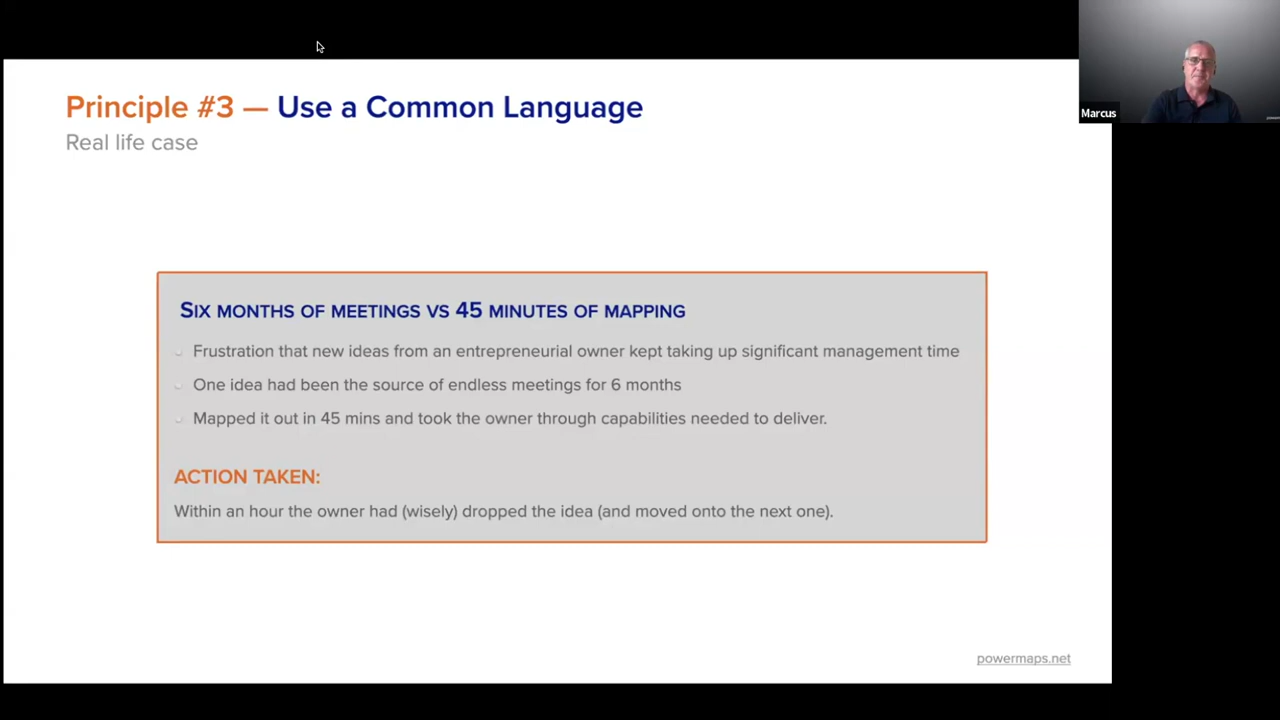 Principle #3 — Use a Common Language
Real life case
Marcus
SIX MONTHS OF MEETINGS VS 45 MINUTES OF MAPPING
Frustration that new ideas from an entrepreneurial owner kept taking up significant management time
One idea had been the source of endless meetings for 6 months
Mapped it out in 45 mins and took the owner through capabilities needed to deliver.
ACTION TAKEN:
Within an hour the owner had (wisely) dropped the idea (and moved onto the next one).
powermaps.net